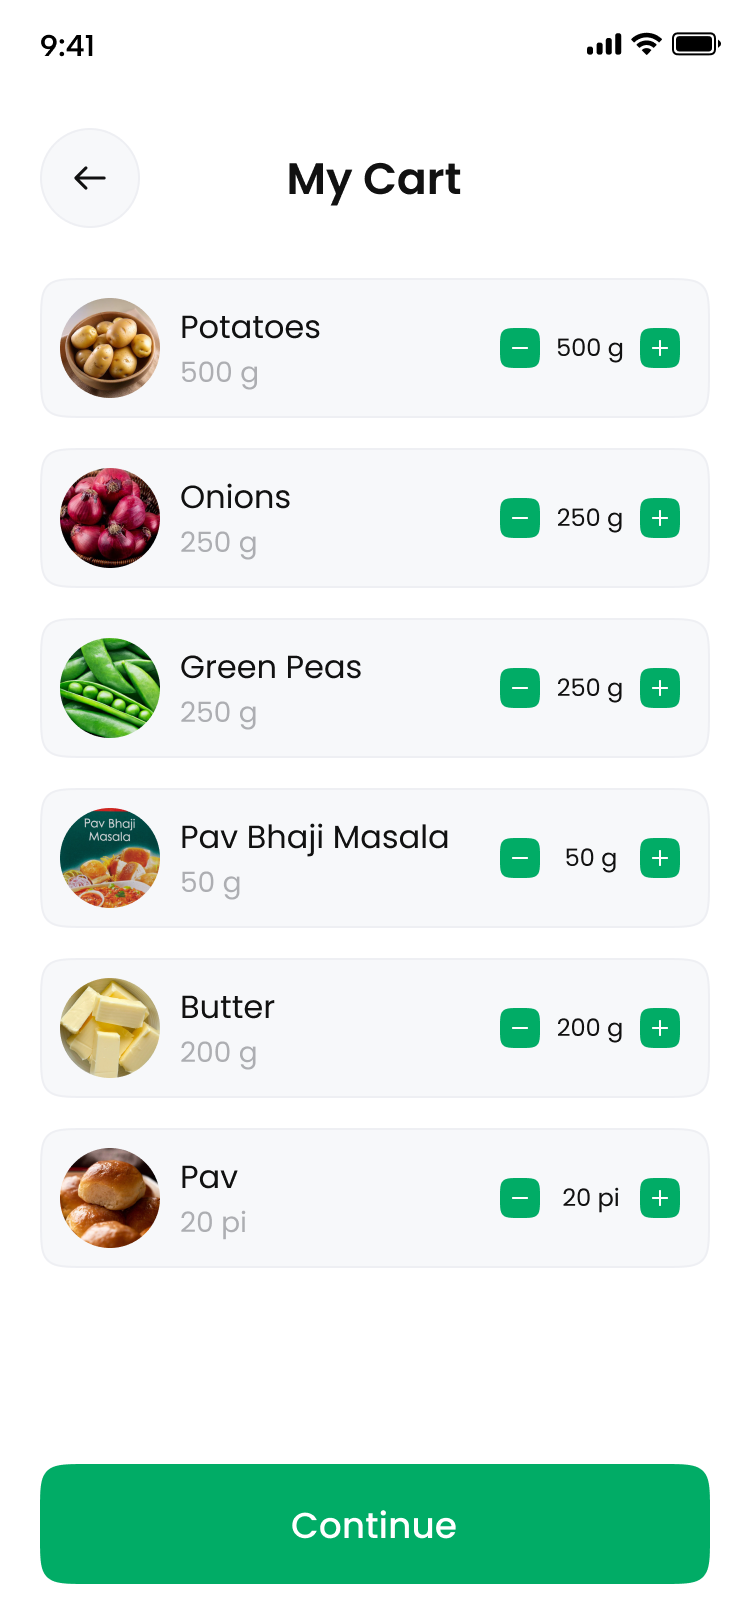 9:41
My Cart
Potatoes
500 g
500 g
Onions
250 g
250 g
Green Peas
250 g
250 g
Pav Bhaji
Masala
Pav Bhaji Masala
50 g
50 g
Butter
200 g
200 g
Pav
20 pi
20 pi
Continue